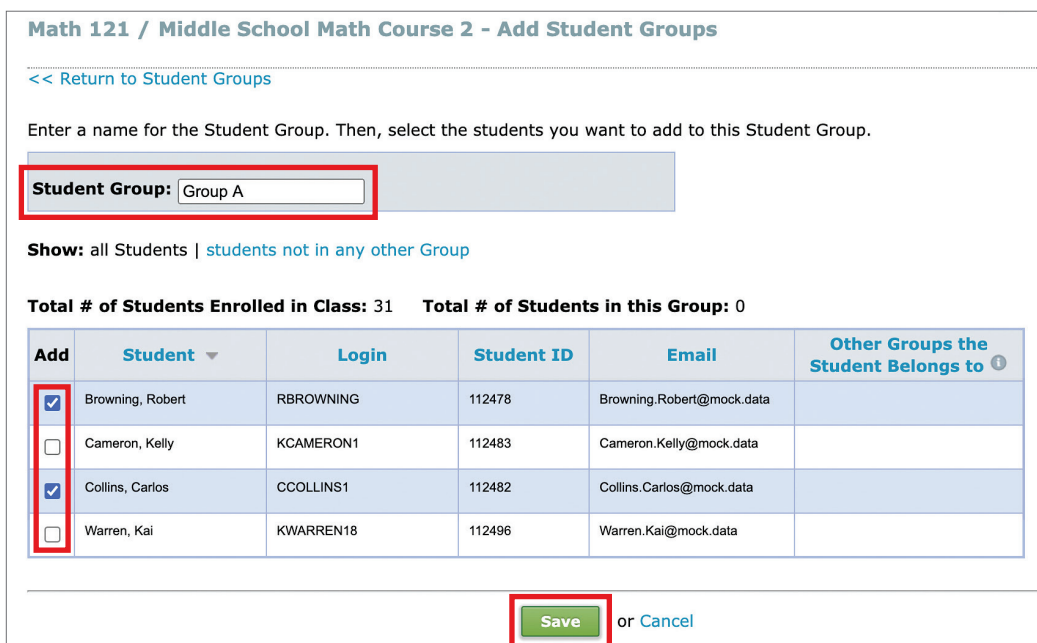 Math 121 / Middle School Math Course 2 - Add Student Groups
<< Return to Student Groups
Enter a name for the Student Group. Then, select the students you want to add to this Student Group.
Student Group: Group A
Show: all Students | students not in any other Group
Total # of Students Enrolled in Class: 31 Total # of Students in this Group: 0
Add Student Login Student ID Email Other Groups the Student Belongs to
Browning, Robert RBROWNING 112478 Browning.Robert@mock.data
Cameron, Kelly KCAMERON1 112483 Cameron.Kelly@mock.data
Collins, Carlos CCOLLINS1 112482 Collins.Carlos@mock.data
Warren, Kai KWARREN18 112496 Warren.Kai@mock.data
Save or Cancel